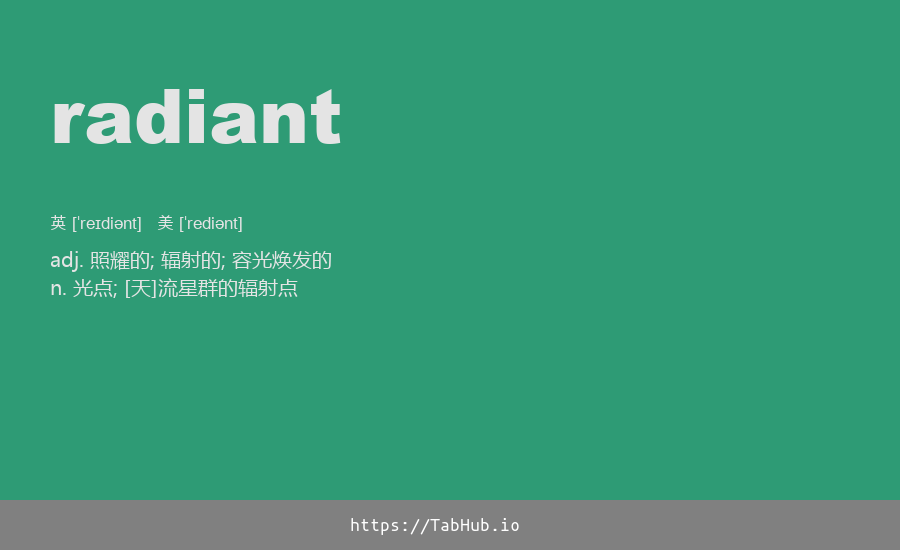 radiant
英 [ˈreɪdiənt] 美 [ˈrediənt]
adj. 照耀的; 辐射的; 容光焕发的
n. 光点; [天]流星群的辐射点
https://TabHub.io